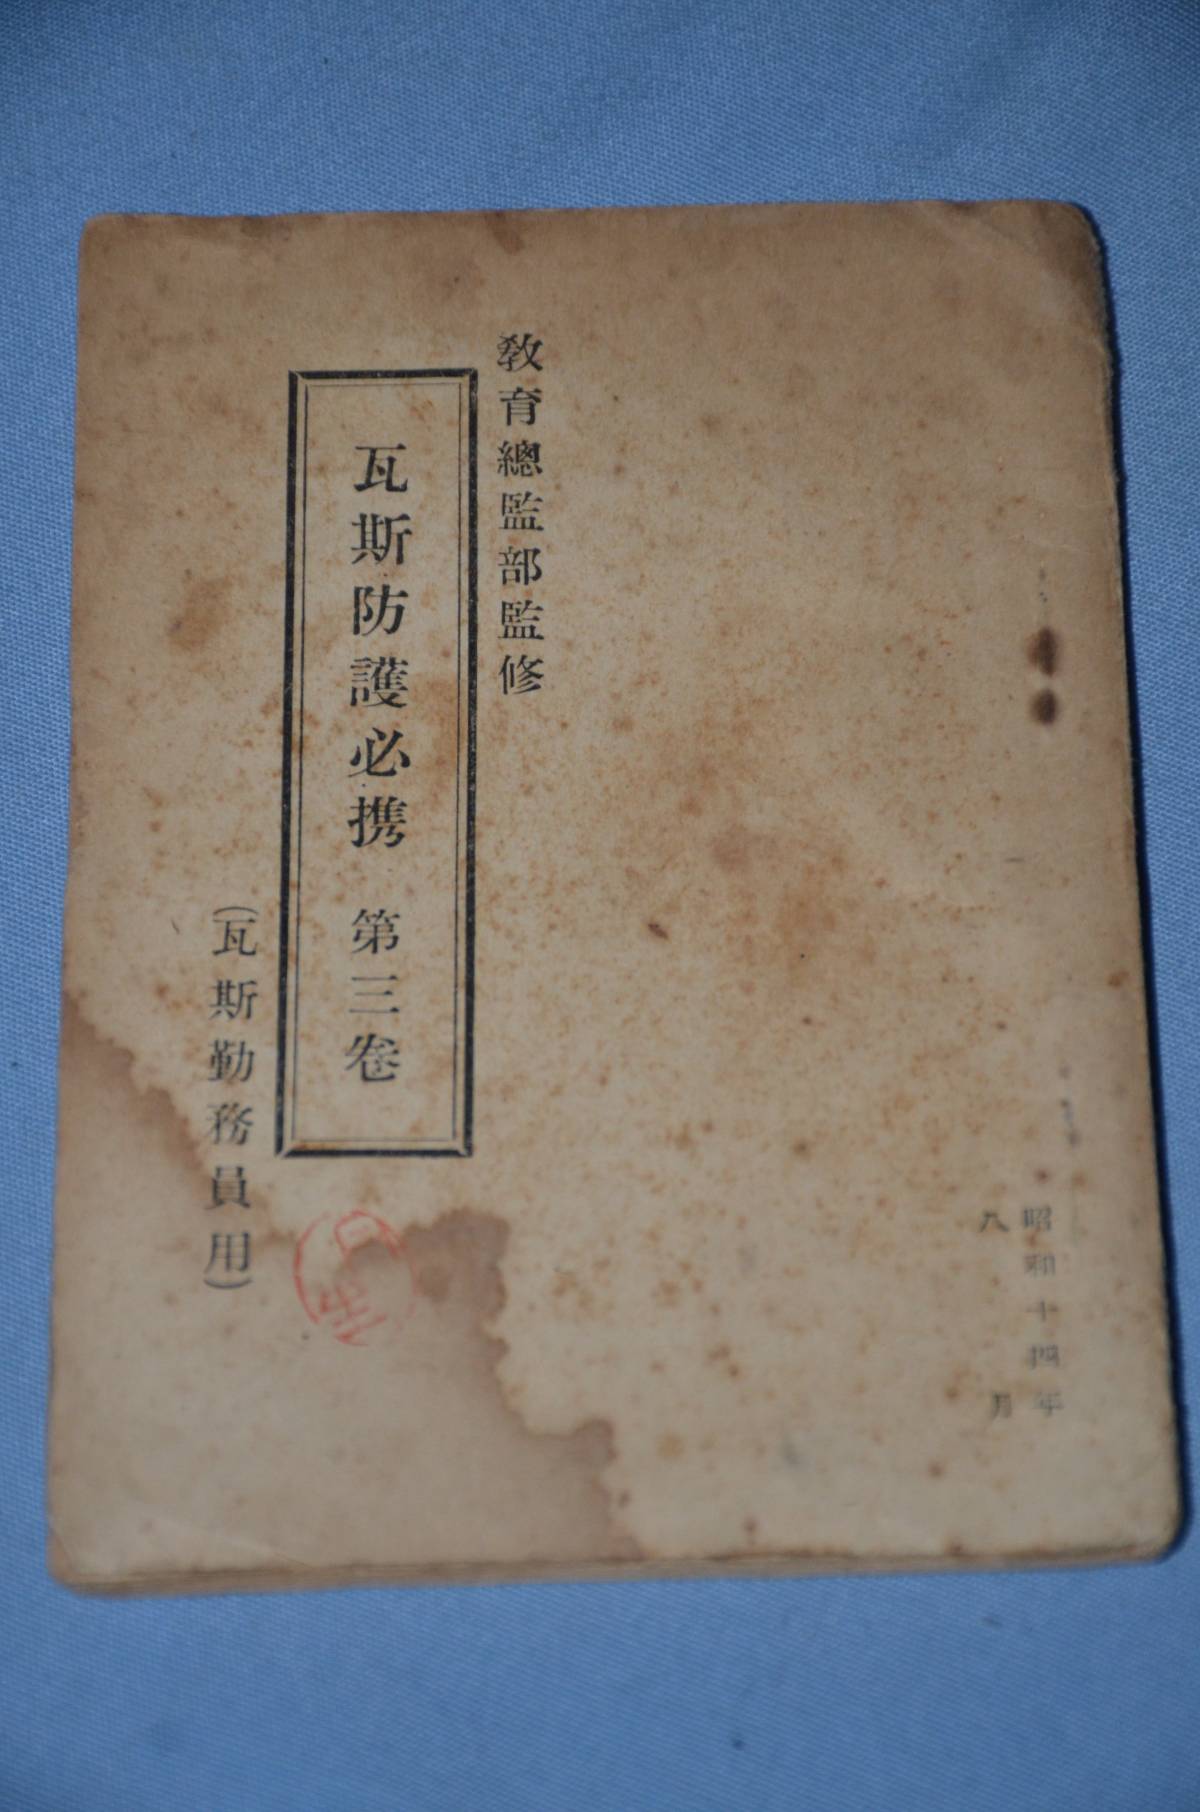 昭和十四年
八月
敎育總監部監修
瓦斯防護必携 第三卷
(瓦斯勤務員用)